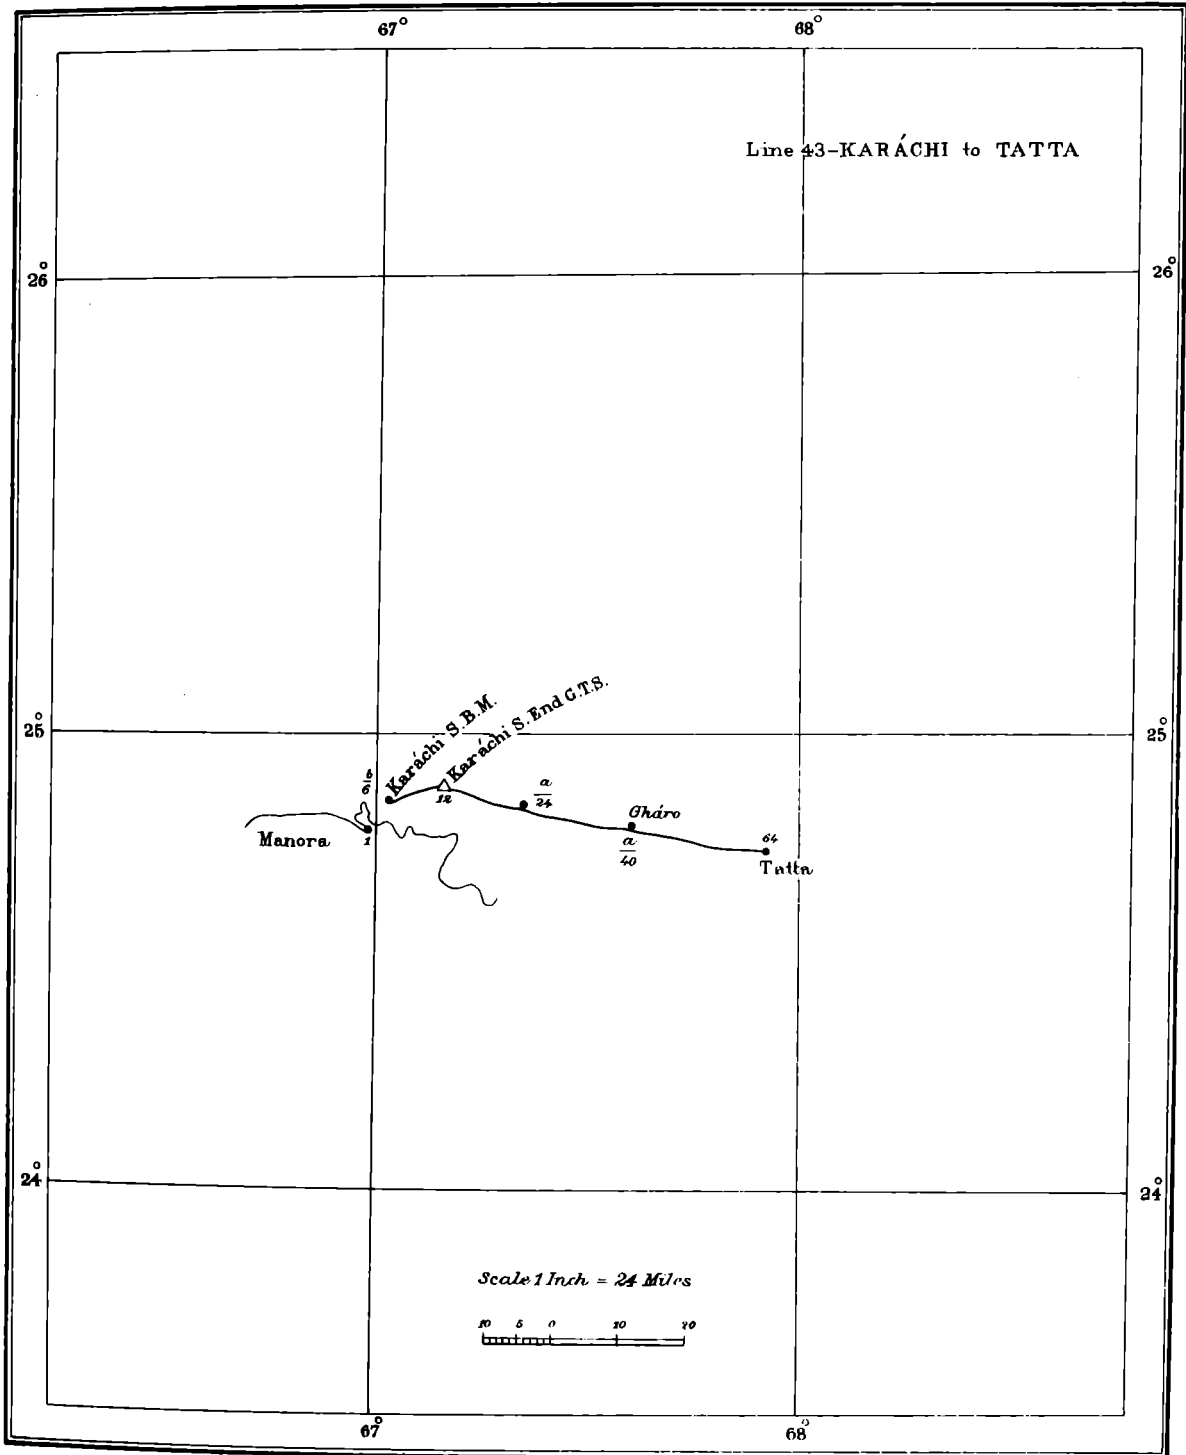 67° 68°
Line 43-KARÁCHI to TATTA
26° 26°
25° 25°
Karáchi S.B.M.
Karáchi S. End G.T.S.
b/6
12
a/24
Gháro
a/40
64
Tatta
Manora
1
24° 24°
Scale 1 Inch = 24 Miles
10 5 0 10 20
67° 68°